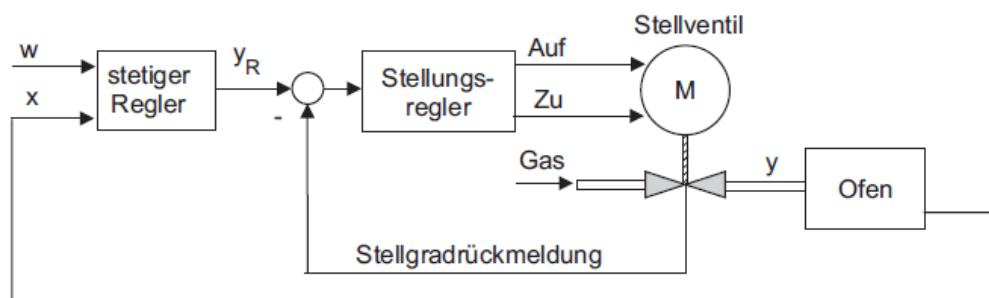 Stellventil
w
x
stetiger
Regler
y_R
-
Stellungs-
regler
Auf
Zu
M
Gas
y
Ofen
Stellgradrückmeldung